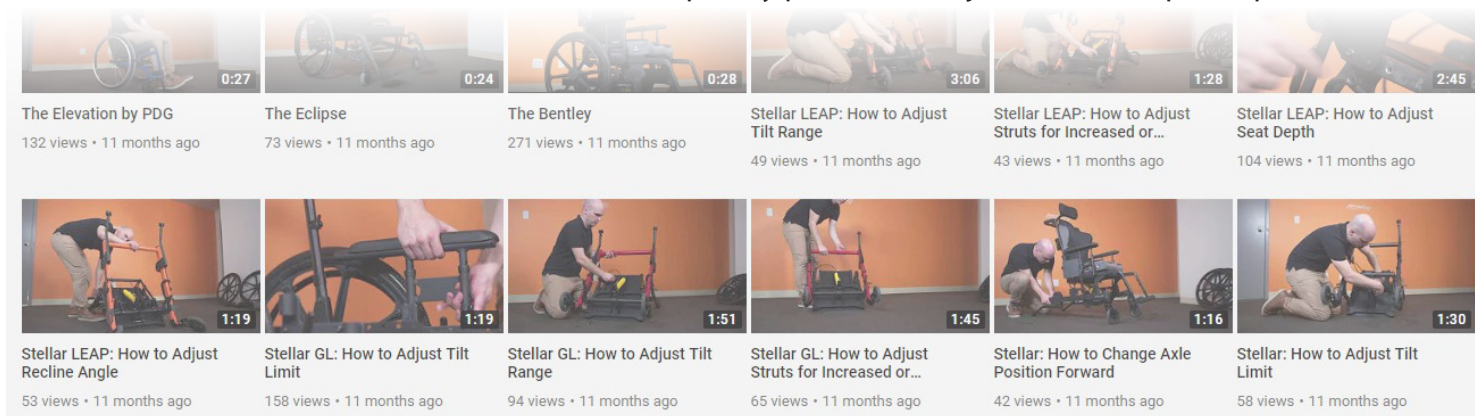 0:27
0:24
0:28
3:06
1:28
2:45
The Elevation by PDG
The Eclipse
The Bentley
Stellar LEAP: How to Adjust
Tilt Range
Stellar LEAP: How to Adjust
Struts for Increased or...
Stellar LEAP: How to Adjust
Seat Depth
132 views • 11 months ago
73 views • 11 months ago
271 views • 11 months ago
49 views • 11 months ago
43 views • 11 months ago
104 views • 11 months ago
1:19
1:19
1:51
1:45
1:16
1:30
Stellar LEAP: How to Adjust
Recline Angle
Stellar GL: How to Adjust Tilt
Limit
Stellar GL: How to Adjust Tilt
Range
Stellar GL: How to Adjust
Struts for Increased or...
Stellar: How to Change Axle
Position Forward
Stellar: How to Adjust Tilt
Limit
53 views • 11 months ago
158 views • 11 months ago
94 views • 11 months ago
65 views • 11 months ago
42 views • 11 months ago
58 views • 11 months ago